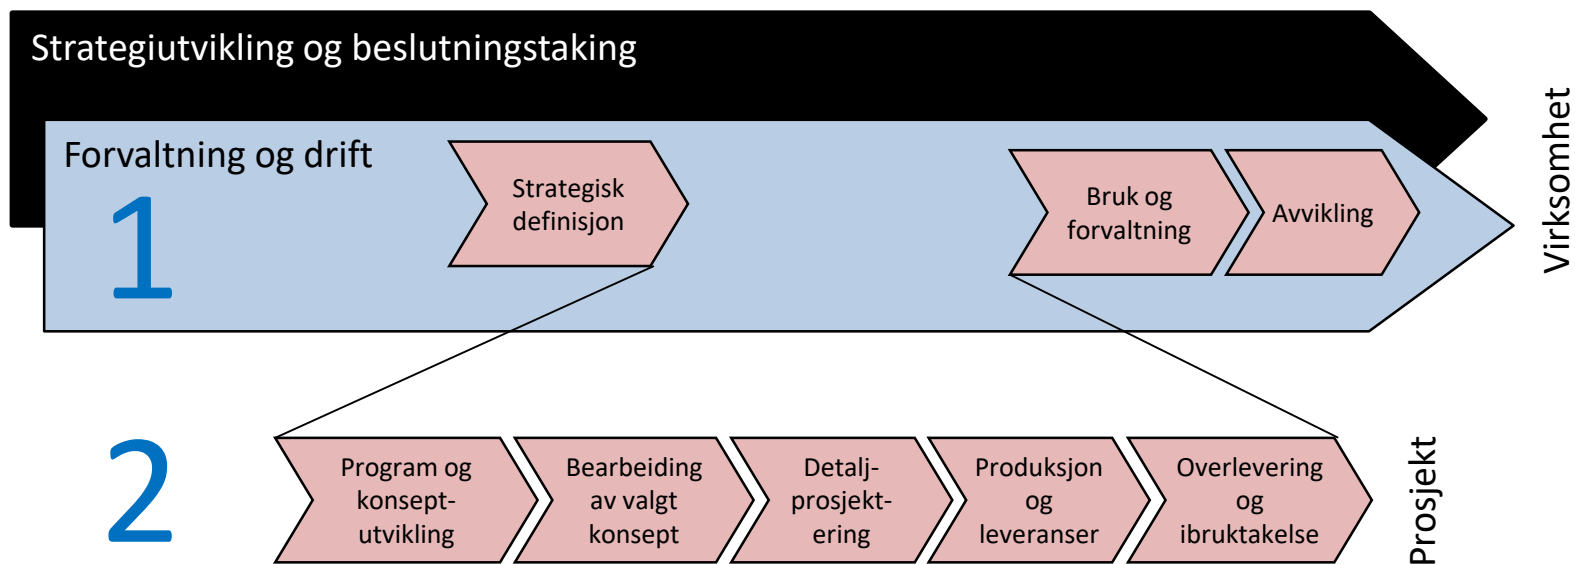 Strategiutvikling og beslutningstaking
Forvaltning og drift
1
Strategisk
definisjon
Bruk og
forvaltning
Avvikling
Virksomhet
2
Program og
konsept-
utvikling
Bearbeiding
av valgt
konsept
Detalj-
prosjekt-
ering
Produksjon
og
leveranser
Overlevering
og
ibruktakelse
Prosjekt